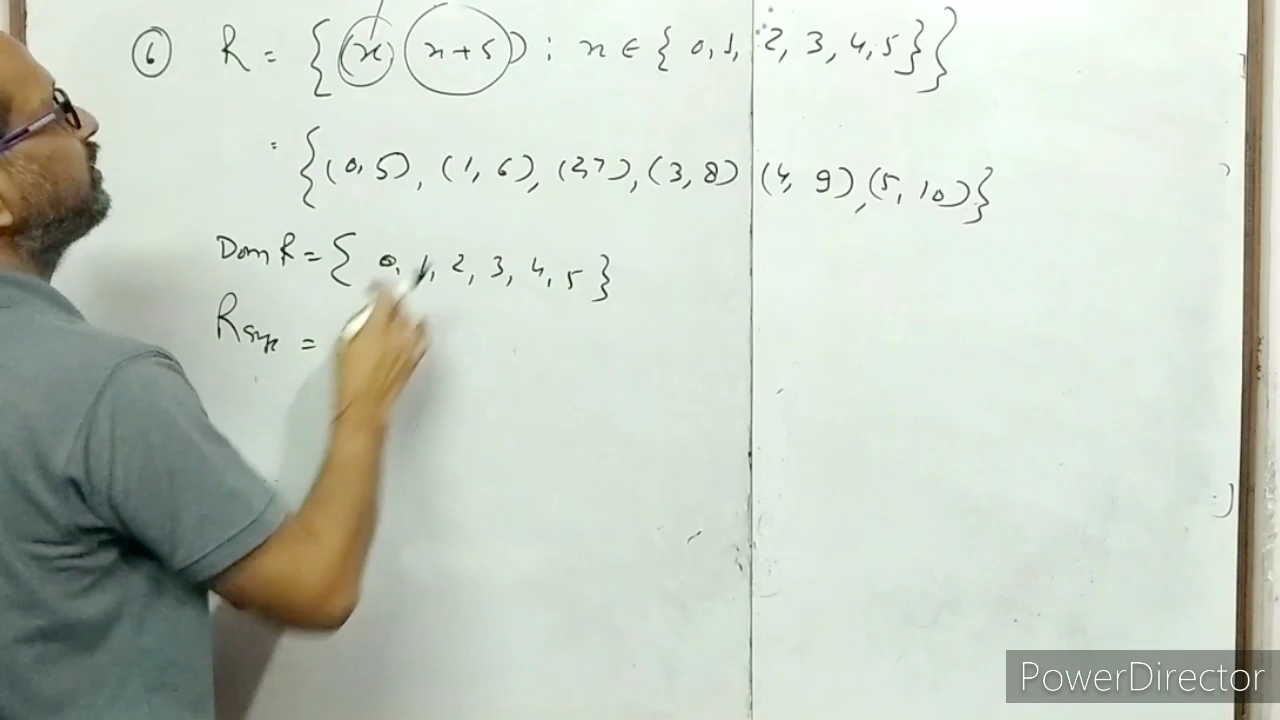 ⑥ R = { (x, x+5) : x ∈ { 0, 1, 2, 3, 4, 5 } }
= { (0, 5), (1, 6), (2, 7), (3, 8) (4, 9), (5, 10) }
Dom R = { 0, 1, 2, 3, 4, 5 }
=
PowerDirector